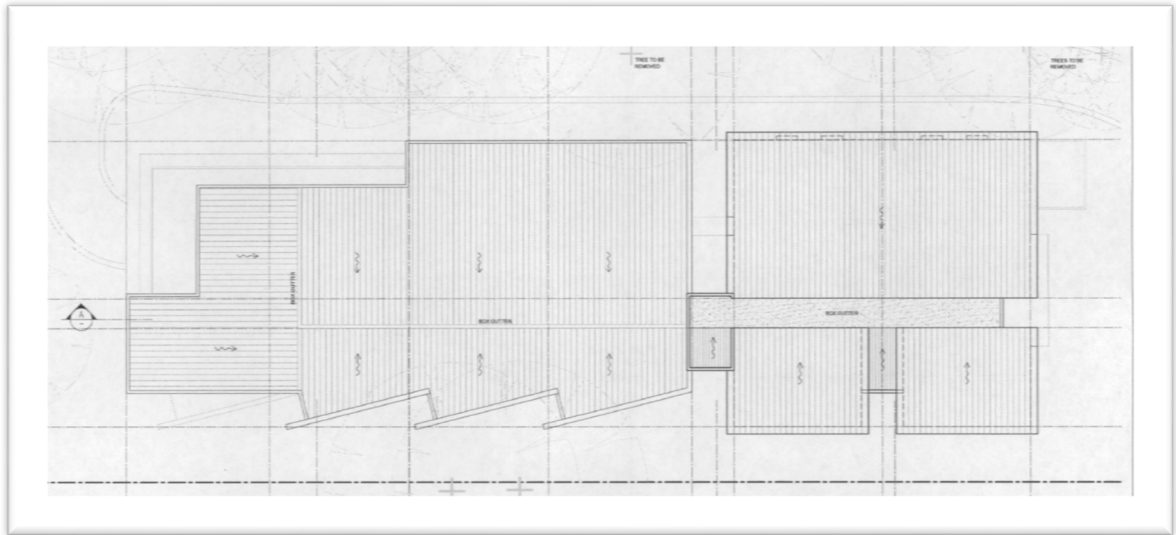 TREE TO BE
REMOVED
TREES TO BE
REMOVED
BOX GUTTER
BOX GUTTER
BOX GUTTER
A